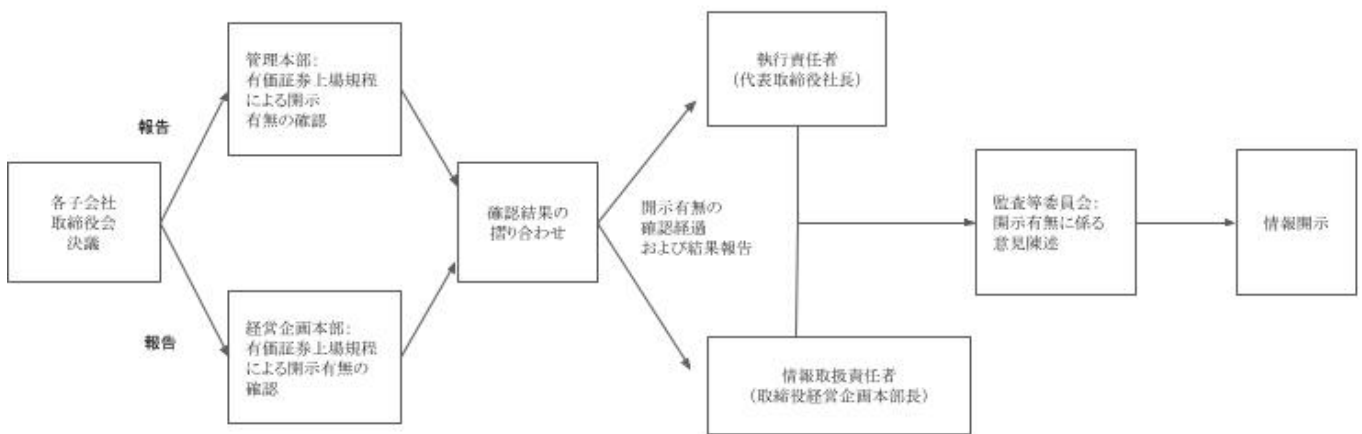 報告
各子会社
取締役会
決議
報告
管理本部:
有価証券上場規程
による開示
有無の確認
経営企画本部:
有価証券上場規程
による開示有無の
確認
確認結果の
摺り合わせ
開示有無の
確認経過
および結果報告
執行責任者
(代表取締役社長)
情報取扱責任者
(取締役経営企画本部長)
監査等委員会:
開示有無に係る
意見陳述
情報開示